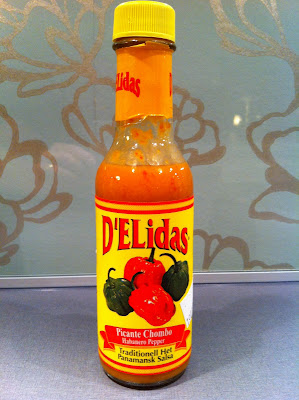 ELidas
D'ELidas
Picante Chombo
Habanero Pepper
Traditionell Het
Panamansk Salsa